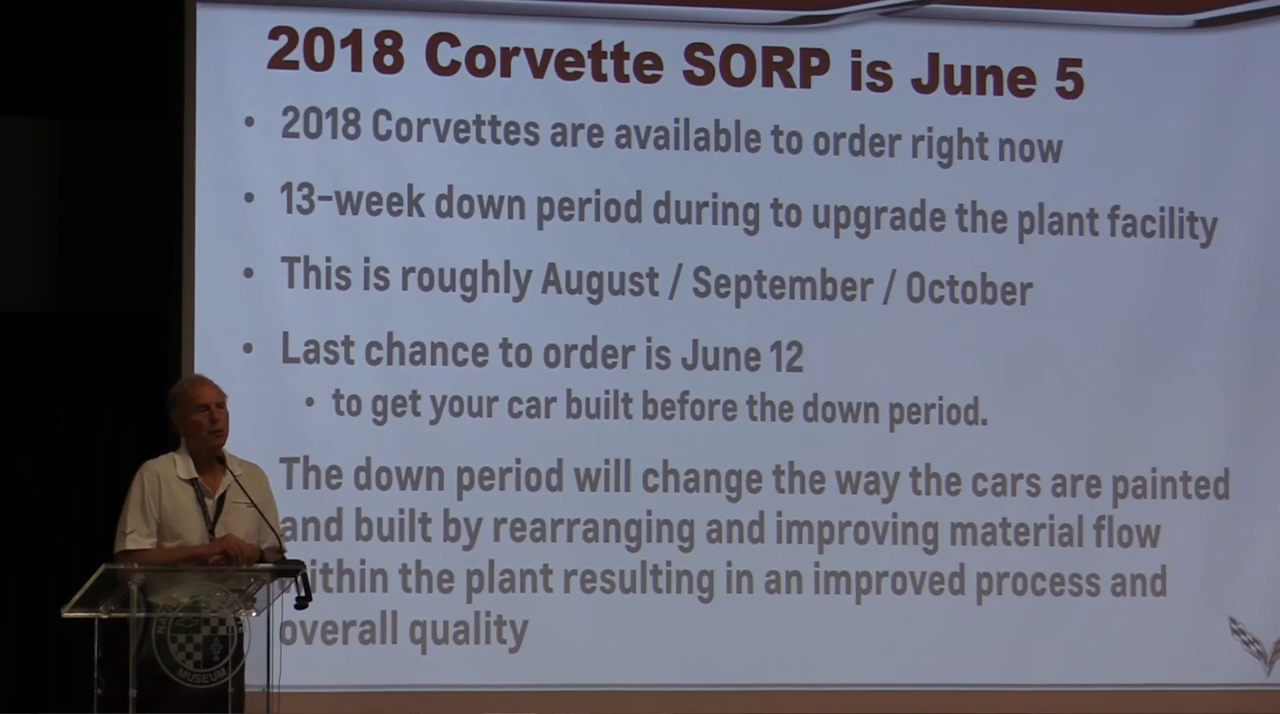 2018 Corvette SORP is June 5
• 2018 Corvettes are available to order right now
• 13-week down period during to upgrade the plant facility
• This is roughly August / September / October
• Last chance to order is June 12
• to get your car built before the down period.
The down period will change the way the cars are painted
and built by rearranging and improving material flow
within the plant resulting in an improved process and
overall quality
MUSEUM